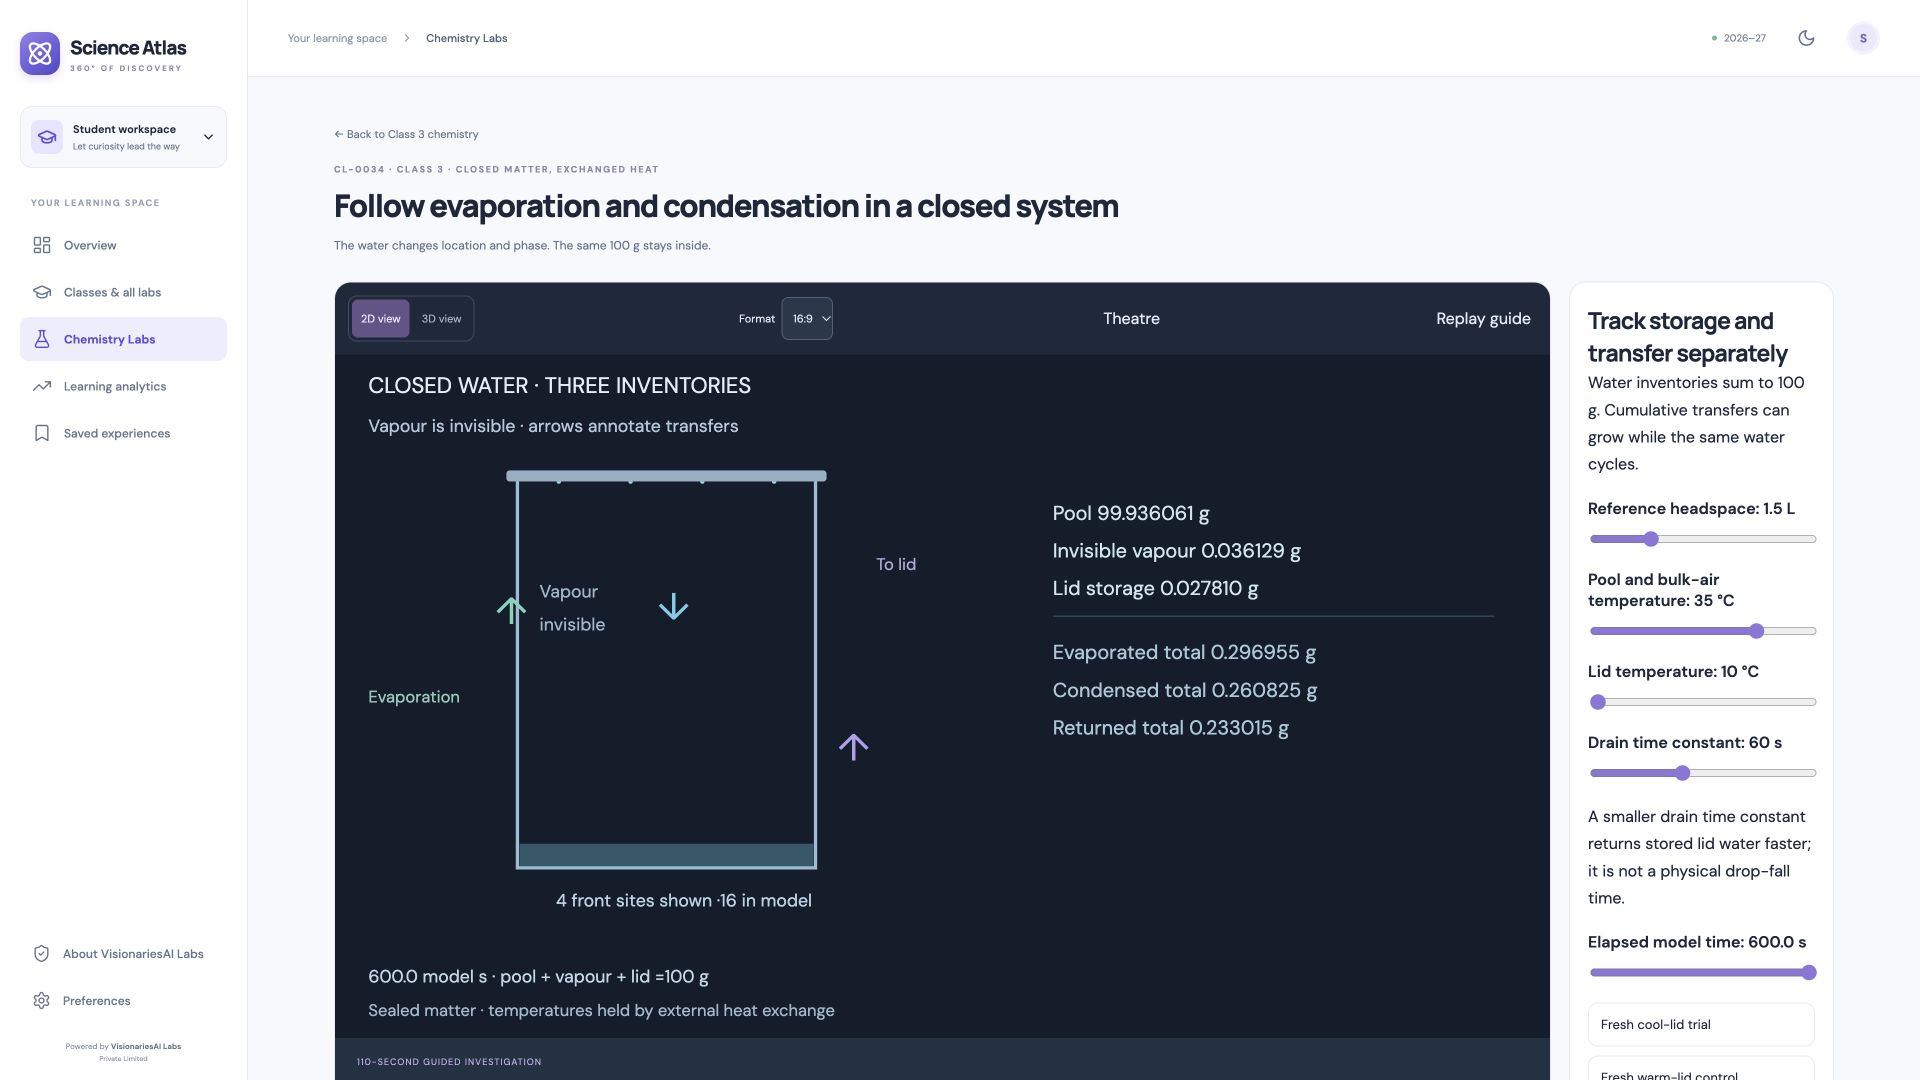 Science Atlas
360° OF DISCOVERY
Student workspace
Let curiosity lead the way
YOUR LEARNING SPACE
Overview
Classes & all labs
Chemistry Labs
Learning analytics
Saved experiences
About VisionariesAI Labs
Preferences
Powered by VisionariesAI Labs
Private Limited
Your learning space > Chemistry Labs
2026–27
S
← Back to Class 3 chemistry
CL-0034 · CLASS 3 · CLOSED MATTER, EXCHANGED HEAT
Follow evaporation and condensation in a closed system
The water changes location and phase. The same 100 g stays inside.
2D view
3D view
Format
16:9
Theatre
Replay guide
CLOSED WATER · THREE INVENTORIES
Vapour is invisible · arrows annotate transfers
To lid
Vapour
invisible
Evaporation
Pool 99.936061 g
Invisible vapour 0.036129 g
Lid storage 0.027810 g
Evaporated total 0.296955 g
Condensed total 0.260825 g
Returned total 0.233015 g
4 front sites shown ·16 in model
600.0 model s · pool + vapour + lid =100 g
Sealed matter · temperatures held by external heat exchange
110-SECOND GUIDED INVESTIGATION
Track storage and
transfer separately
Water inventories sum to 100
g. Cumulative transfers can
grow while the same water
cycles.
Reference headspace: 1.5 L
Pool and bulk-air
temperature: 35 °C
Lid temperature: 10 °C
Drain time constant: 60 s
A smaller drain time constant
returns stored lid water faster;
it is not a physical drop-fall
time.
Elapsed model time: 600.0 s
Fresh cool-lid trial
Fresh warm-lid control